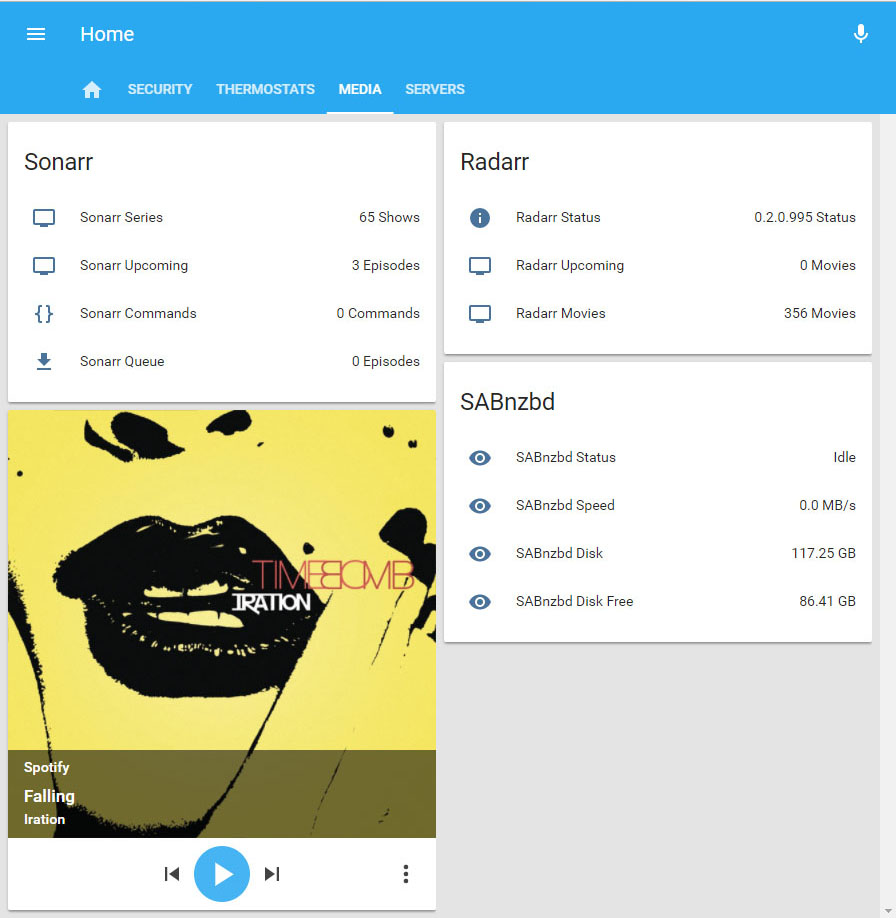 Home
SECURITY THERMOSTATS MEDIA SERVERS
Sonarr
Sonarr Series 65 Shows
Sonarr Upcoming 3 Episodes
Sonarr Commands 0 Commands
Sonarr Queue 0 Episodes
TIMEBOMB
IRATION
Spotify
Falling
Iration
Radarr
Radarr Status 0.2.0.995 Status
Radarr Upcoming 0 Movies
Radarr Movies 356 Movies
SABnzbd
SABnzbd Status Idle
SABnzbd Speed 0.0 MB/s
SABnzbd Disk 117.25 GB
SABnzbd Disk Free 86.41 GB